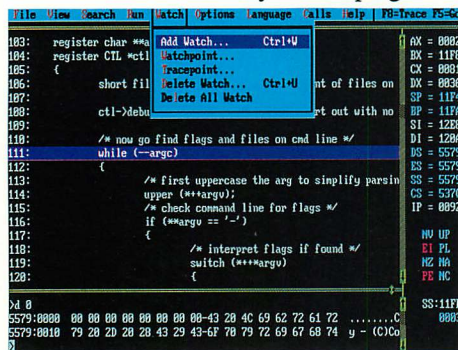 File View Search Run Watch Options Language Calls Help F8=Trace F5=Go
Add Watch... Ctrl+W
Watchpoint...
Tracepoint...
Delete Watch... Ctrl+U
Delete All Watch
103: register char **a
104: register CTL *ctl
105: {
106: short fil nt of files on
107:
108: ctl->debu rt out with no
109:
110: /* now go find flags and files on cmd line */
111: while (--argc)
112: {
113: /* first uppercase the arg to simplify parsin
114: upper (*++argv);
115: /* check command line for flags */
116: if (**argv == '-')
117: {
118: /* interpret flags if found */
119: switch (*++*argv)
120: {
AX = 0002
BX = 11F8
CX = 0081
DX = 0036
SP = 11F4
BP = 11FA
SI = 12E8
DI = 120A
DS = 5579
ES = 5579
SS = 5579
CS = 5370
IP = 0092
NV UP
EI PL
NZ NA
PE NC
SS:11F
000
>d 0
5579:0000 00 00 00 00 00 00 00 00-43 20 4C 69 62 72 61 72 ........C
5579:0010 79 20 2D 20 28 43 29 43-6F 70 79 72 69 67 68 74 y - (C)Co
>